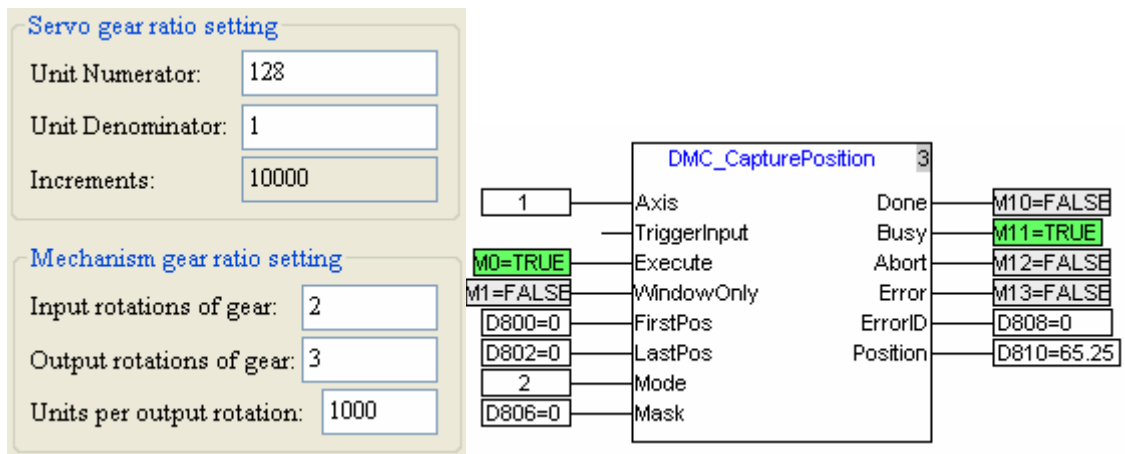 Servo gear ratio setting
Unit Numerator: 128
Unit Denominator: 1
Increments: 10000
Mechanism gear ratio setting
Input rotations of gear: 2
Output rotations of gear: 3
Units per output rotation: 1000
DMC_CapturePosition 3
1 Axis Done M10=FALSE
TriggerInput Busy M11=TRUE
M0=TRUE Execute Abort M12=FALSE
M1=FALSE WindowOnly Error M13=FALSE
D800=0 FirstPos ErrorID D808=0
D802=0 LastPos Position D810=65.25
2 Mode
D806=0 Mask